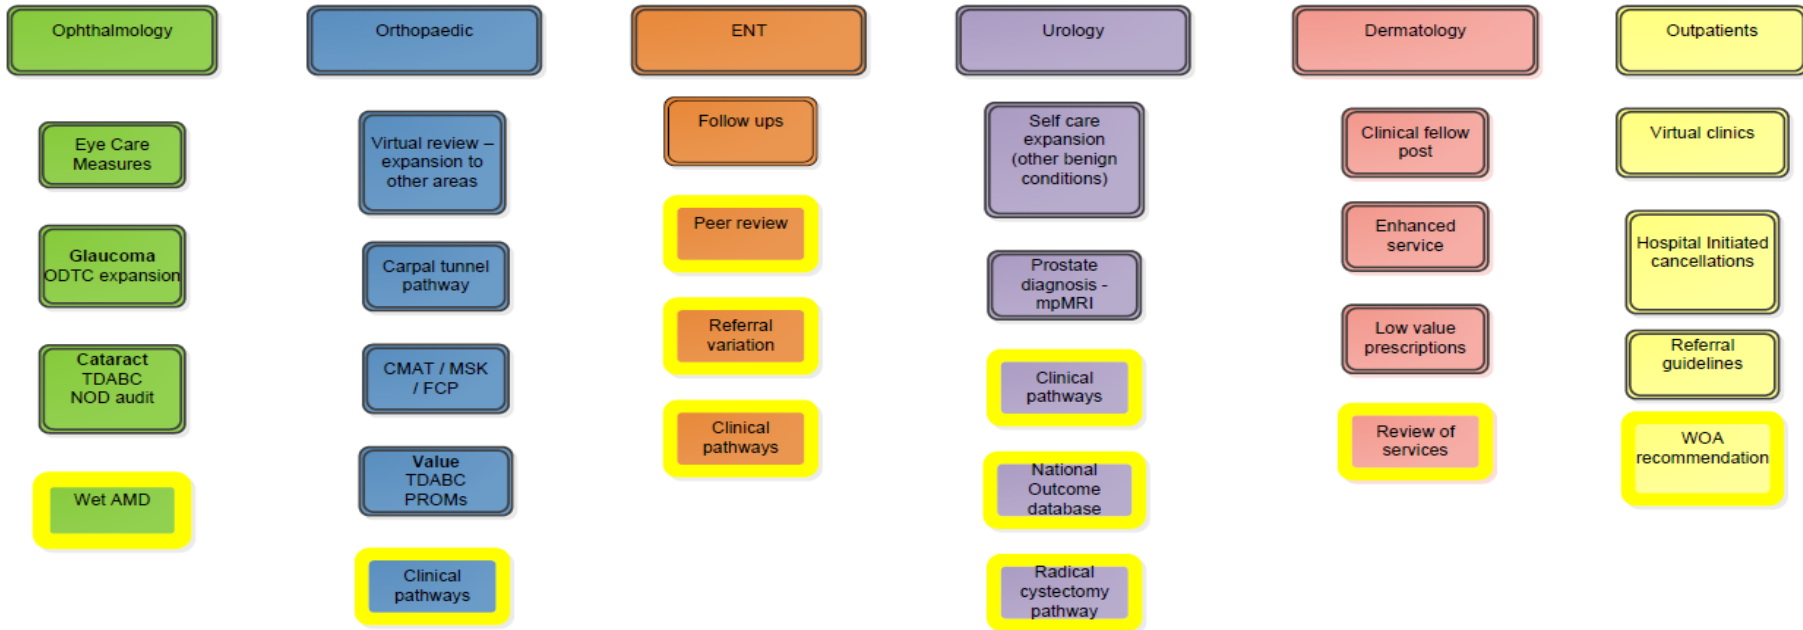 Ophthalmology
Orthopaedic
ENT
Urology
Dermatology
Outpatients
Eye Care
Measures
Glaucoma
ODTC expansion
Cataract
TDABC
NOD audit
Wet AMD
Virtual review –
expansion to
other areas
Carpal tunnel
pathway
CMAT / MSK
/ FCP
Value
TDABC
PROMs
Clinical
pathways
Follow ups
Peer review
Referral
variation
Clinical
pathways
Self care
expansion
(other benign
conditions)
Prostate
diagnosis -
mpMRI
Clinical
pathways
National
Outcome
database
Radical
cystectomy
pathway
Clinical fellow
post
Enhanced
service
Low value
prescriptions
Review of
services
Virtual clinics
Hospital Initiated
cancellations
Referral
guidelines
WOA
recommendation